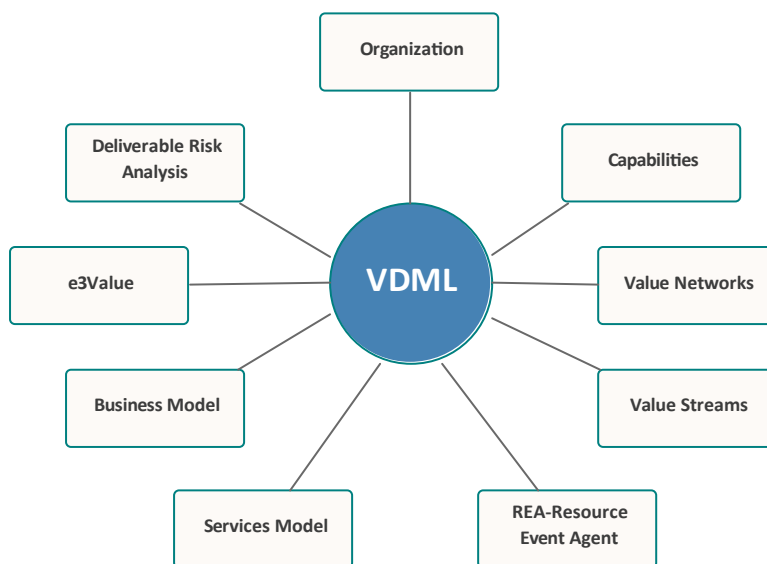 Organization
Deliverable Risk
Analysis
Capabilities
e3Value
VDML
Value Networks
Business Model
Value Streams
Services Model
REA-Resource
Event Agent